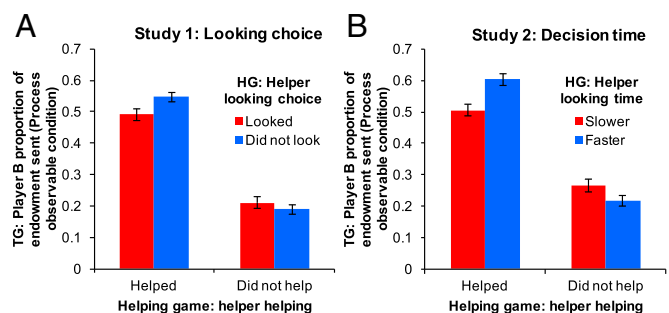 A
Study 1: Looking choice
TG: Player B proportion of
endowment sent (Process
observable condition)
0.7
0.6
0.5
0.4
0.3
0.2
0.1
0
HG: Helper
looking choice
Looked
Did not look
Helped
Did not help
Helping game: helper helping
B
Study 2: Decision time
TG: Player B proportion of
endowment sent (Process
observable condition)
0.7
0.6
0.5
0.4
0.3
0.2
0.1
0
HG: Helper
looking time
Slower
Faster
Helped
Did not help
Helping game: helper helping